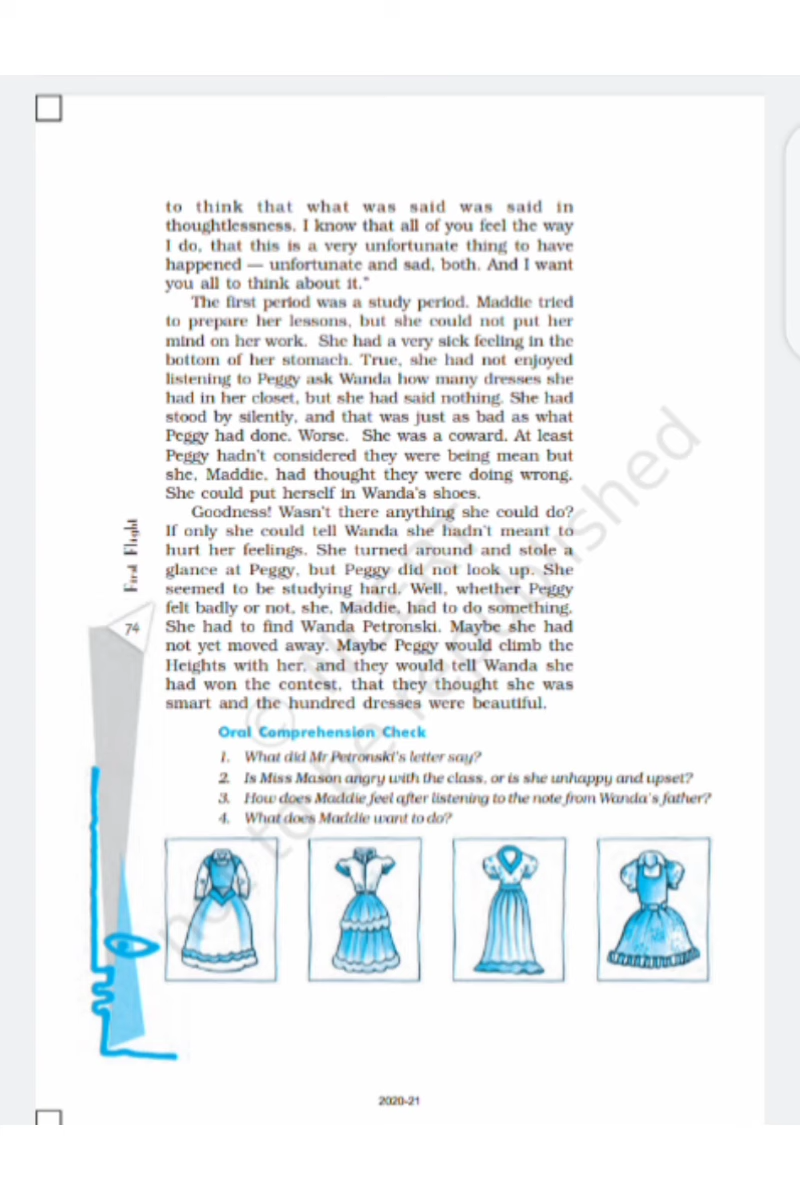 to think that what was said was said in
thoughtlessness. I know that all of you feel the way
I do, that this is a very unfortunate thing to have
happened — unfortunate and sad, both. And I want
you all to think about it."
The first period was a study period. Maddie tried
to prepare her lessons, but she could not put her
mind on her work. She had a very sick feeling in the
bottom of her stomach. True, she had not enjoyed
listening to Peggy ask Wanda how many dresses she
had in her closet, but she had said nothing. She had
stood by silently, and that was just as bad as what
Peggy had done. Worse. She was a coward. At least
Peggy hadn't considered they were being mean but
she, Maddie, had thought they were doing wrong.
She could put herself in Wanda's shoes.
Goodness! Wasn't there anything she could do?
If only she could tell Wanda she hadn't meant to
hurt her feelings. She turned around and stole a
glance at Peggy, but Peggy did not look up. She
seemed to be studying hard. Well, whether Peggy
felt badly or not, she, Maddie, had to do something.
She had to find Wanda Petronski. Maybe she had
not yet moved away. Maybe Peggy would climb the
Heights with her, and they would tell Wanda she
had won the contest, that they thought she was
smart and the hundred dresses were beautiful.
First Flight
74
Oral Comprehension Check
1. What did Mr Petronski's letter say?
2. Is Miss Mason angry with the class, or is she unhappy and upset?
3. How does Maddie feel after listening to the note from Wanda's father?
4. What does Maddie want to do?
© NCERT
not to be republished
2020-21